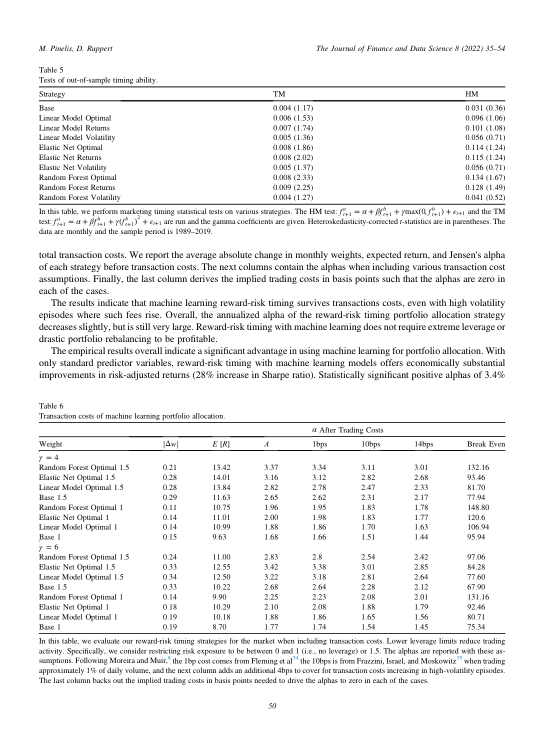 M. Pinelis, D. Ruppert The Journal of Finance and Data Science 8 (2022) 35–54
Table 5
Tests of out-of-sample timing ability.
Strategy TM HM
Base 0.004 (1.17) 0.031 (0.36)
Linear Model Optimal 0.006 (1.53) 0.096 (1.06)
Linear Model Returns 0.007 (1.74) 0.101 (1.08)
Linear Model Volatility 0.005 (1.36) 0.056 (0.71)
Elastic Net Optimal 0.008 (1.86) 0.114 (1.24)
Elastic Net Returns 0.008 (2.02) 0.115 (1.24)
Elastic Net Volatility 0.005 (1.37) 0.056 (0.71)
Random Forest Optimal 0.008 (2.33) 0.134 (1.67)
Random Forest Returns 0.009 (2.25) 0.128 (1.49)
Random Forest Volatility 0.004 (1.27) 0.041 (0.52)
In this table, we perform marketing timing statistical tests on various strategies. The HM test: f^a_{t+1} = α + βf^b_{t+1} + γmax(0, f^b_{t+1}) + ε_{t+1} and the TM
test: f^a_{t+1} = α + βf^b_{t+1} + γ(f^b_{t+1})^2 + ε_{t+1} are run and the gamma coefficients are given. Heteroskedasticity-corrected t-statistics are in parentheses. The
data are monthly and the sample period is 1989–2019.
total transaction costs. We report the average absolute change in monthly weights, expected return, and Jensen's alpha
of each strategy before transaction costs. The next columns contain the alphas when including various transaction cost
assumptions. Finally, the last column derives the implied trading costs in basis points such that the alphas are zero in
each of the cases.
The results indicate that machine learning reward-risk timing survives transactions costs, even with high volatility
episodes where such fees rise. Overall, the annualized alpha of the reward-risk timing portfolio allocation strategy
decreases slightly, but is still very large. Reward-risk timing with machine learning does not require extreme leverage or
drastic portfolio rebalancing to be profitable.
The empirical results overall indicate a significant advantage in using machine learning for portfolio allocation. With
only standard predictor variables, reward-risk timing with machine learning models offers economically substantial
improvements in risk-adjusted returns (28% increase in Sharpe ratio). Statistically significant positive alphas of 3.4%
Table 6
Transaction costs of machine learning portfolio allocation.
α After Trading Costs
Weight |Δw| E [R] A 1bps 10bps 14bps Break Even
γ = 4
Random Forest Optimal 1.5 0.21 13.42 3.37 3.34 3.11 3.01 132.16
Elastic Net Optimal 1.5 0.28 14.01 3.16 3.12 2.82 2.68 93.46
Linear Model Optimal 1.5 0.28 13.84 2.82 2.78 2.47 2.33 81.70
Base 1.5 0.29 11.63 2.65 2.62 2.31 2.17 77.94
Random Forest Optimal 1 0.11 10.75 1.96 1.95 1.83 1.78 148.80
Elastic Net Optimal 1 0.14 11.01 2.00 1.98 1.83 1.77 120.6
Linear Model Optimal 1 0.14 10.99 1.88 1.86 1.70 1.63 106.94
Base 1 0.15 9.63 1.68 1.66 1.51 1.44 95.94
γ = 6
Random Forest Optimal 1.5 0.24 11.00 2.83 2.8 2.54 2.42 97.06
Elastic Net Optimal 1.5 0.33 12.55 3.42 3.38 3.01 2.85 84.28
Linear Model Optimal 1.5 0.34 12.50 3.22 3.18 2.81 2.64 77.60
Base 1.5 0.33 10.22 2.68 2.64 2.28 2.12 67.90
Random Forest Optimal 1 0.14 9.90 2.25 2.23 2.08 2.01 131.16
Elastic Net Optimal 1 0.18 10.29 2.10 2.08 1.88 1.79 92.46
Linear Model Optimal 1 0.19 10.18 1.88 1.86 1.65 1.56 80.71
Base 1 0.19 8.70 1.77 1.74 1.54 1.45 75.34
In this table, we evaluate our reward-risk timing strategies for the market when including transaction costs. Lower leverage limits reduce trading
activity. Specifically, we consider restricting risk exposure to be between 0 and 1 (i.e., no leverage) or 1.5. The alphas are reported with these as-
sumptions. Following Moreira and Muir, the 1bp cost comes from Fleming et al the 10bps is from Frazzini, Israel, and Moskowitz when trading
approximately 1% of daily volume, and the next column adds an additional 4bps to cover for transaction costs increasing in high-volatility episodes.
The last column backs out the implied trading costs in basis points needed to drive the alphas to zero in each of the cases.
50